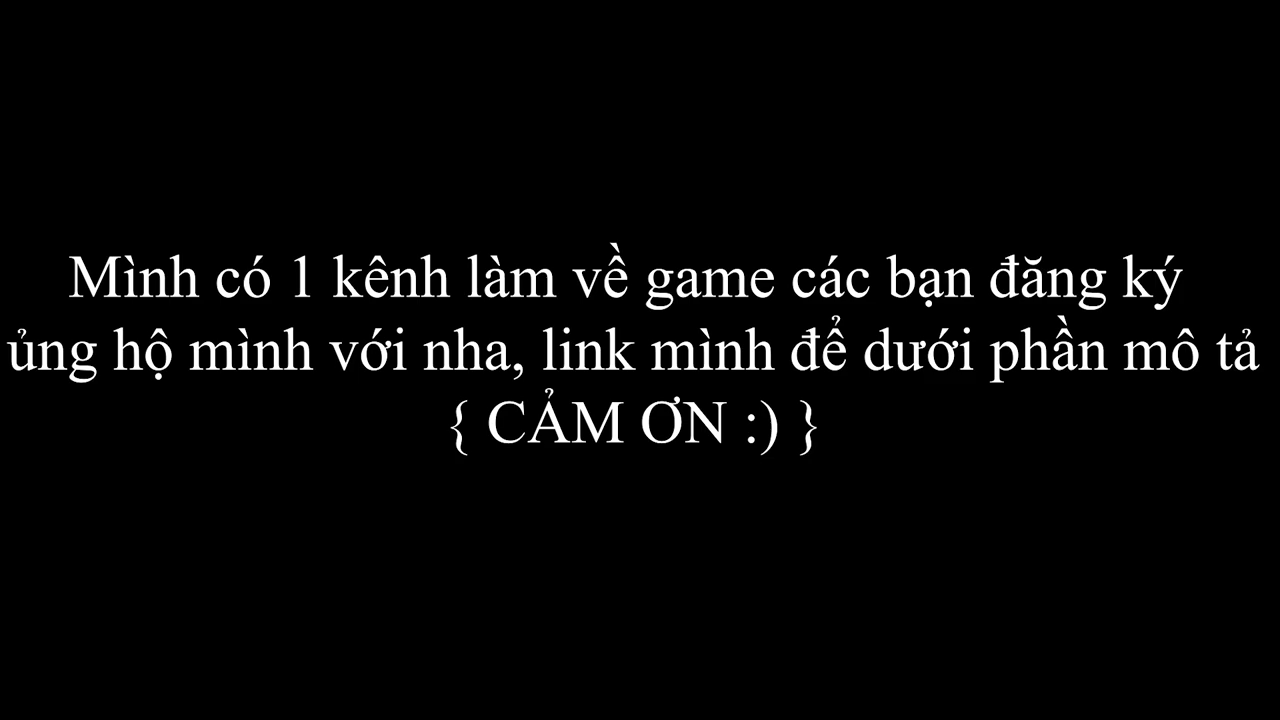 Mình có 1 kênh làm về game các bạn đăng ký
ủng hộ mình với nha, link mình để dưới phần mô tả
{ CẢM ƠN :) }